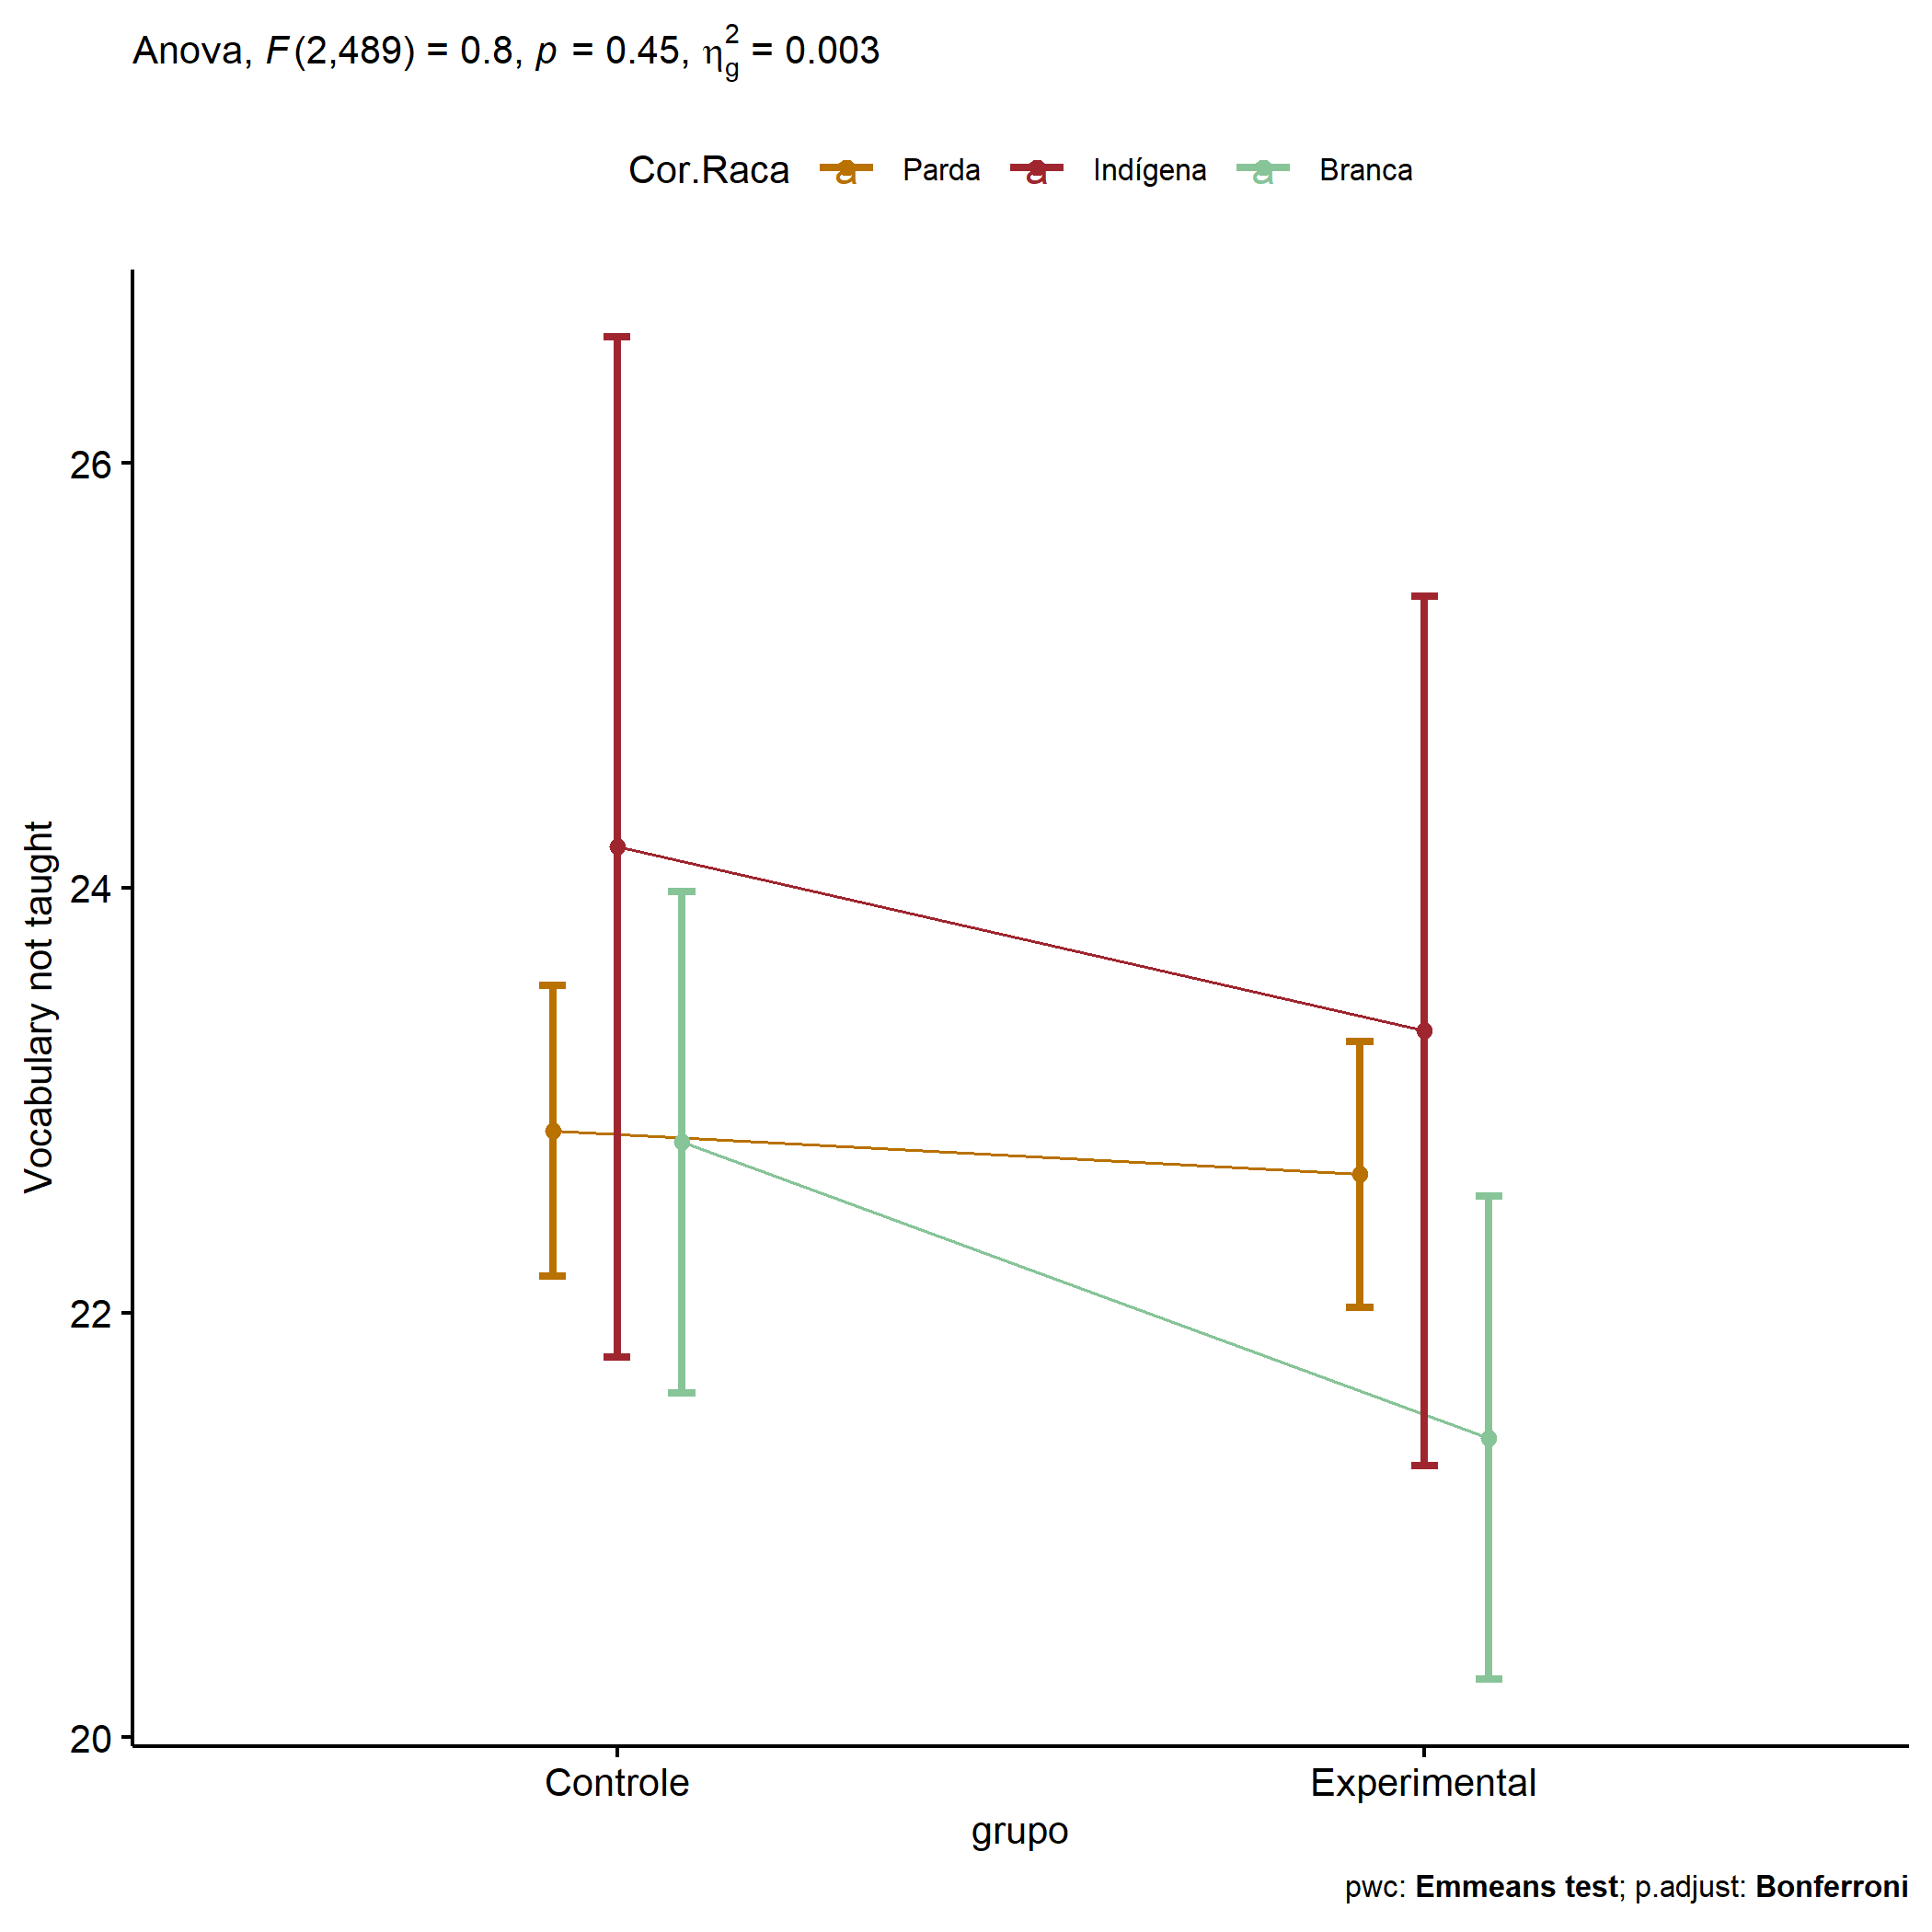 Anova, F(2,489) = 0.8, p = 0.45, η²g = 0.003
Cor.Raca a Parda a Indígena a Branca
Vocabulary not taught
26
24
22
20
Controle Experimental
grupo
pwc: Emmeans test; p.adjust: Bonferroni